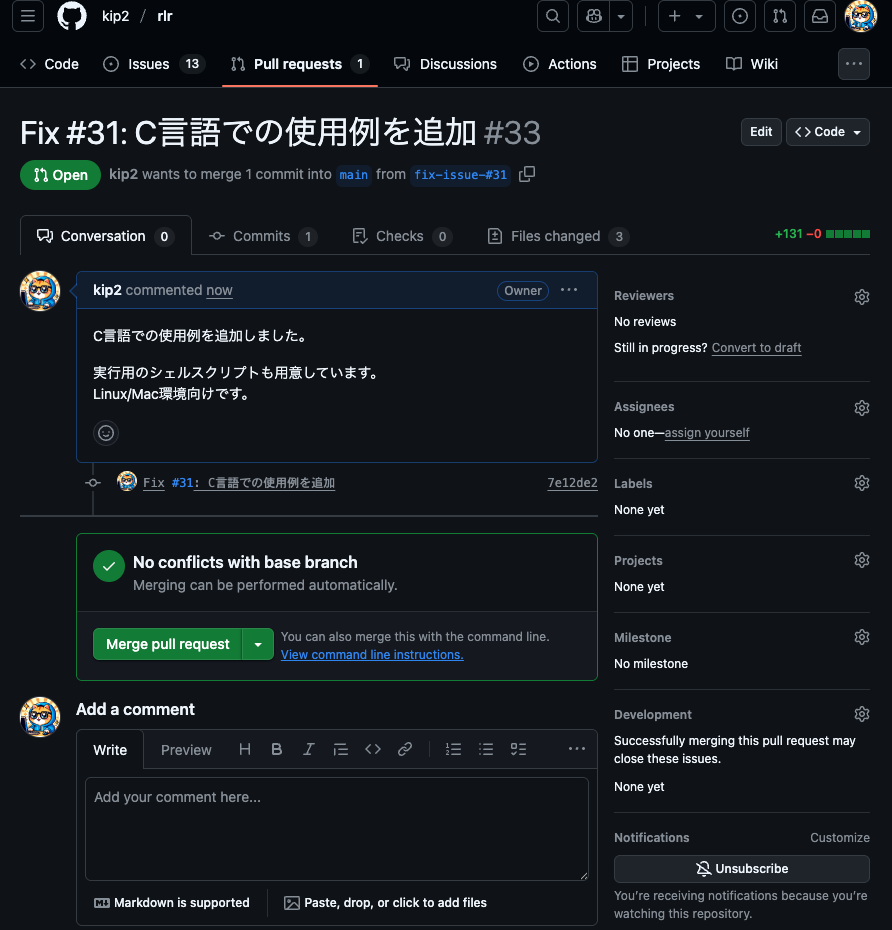 kip2 / rlr
Code Issues 13 Pull requests 1 Discussions Actions Projects Wiki
Fix #31: C言語での使用例を追加 #33
Edit
Code
Open
kip2 wants to merge 1 commit into main from fix-issue-#31
Conversation 0 Commits 1 Checks 0 Files changed 3
+131 −0
kip2 commented now
Owner
C言語での使用例を追加しました。
実行用のシェルスクリプトも用意しています。
Linux/Mac環境向けです。
Fix #31: C言語での使用例を追加
7e12de2
No conflicts with base branch
Merging can be performed automatically.
Merge pull request
You can also merge this with the command line.
View command line instructions.
Add a comment
Write Preview
Add your comment here...
Markdown is supported
Paste, drop, or click to add files
Reviewers
No reviews
Still in progress? Convert to draft
Assignees
No one—assign yourself
Labels
None yet
Projects
None yet
Milestone
No milestone
Development
Successfully merging this pull request may
close these issues.
None yet
Notifications
Customize
Unsubscribe
You're receiving notifications because you're
watching this repository.